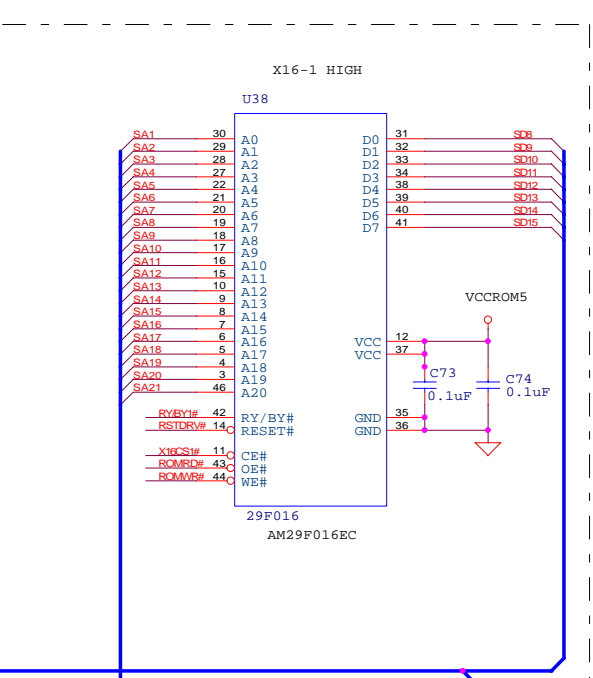 X16-1 HIGH
U38
SA1 30 A0 D0 31 SD8
SA2 29 A1 D1 32 SD9
SA3 28 A2 D2 33 SD10
SA4 27 A3 D3 34 SD11
SA5 22 A4 D4 38 SD12
SA6 21 A5 D5 39 SD13
SA7 20 A6 D6 40 SD14
SA8 19 A7 D7 41 SD15
SA9 18 A8
SA10 17 A9
SA11 16 A10
SA12 15 A11
SA13 10 A12
SA14 9 A13
SA15 8 A14
SA16 7 A15
SA17 6 A16 VCC 12
SA18 5 A17 VCC 37
SA19 4 A18
SA20 3 A19
SA21 46 A20
VCCROM5
C73
0.1uF
C74
0.1uF
RY/BY1# 42 RY/BY# GND 35
RSTDRV# 14 RESET# GND 36
X16CS1# 11 CE#
ROMRD# 43 OE#
ROMWR# 44 WE#
29F016
AM29F016EC